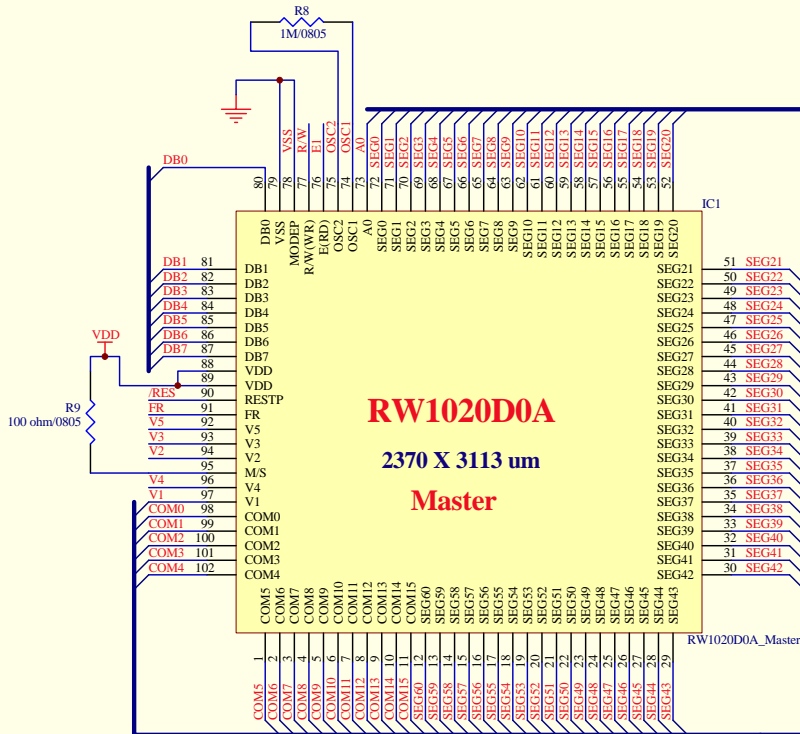 R8
1M/0805
VSS
R/W
E1
OSC2
OSC1
A0
SEG0
SEG1
SEG2
SEG3
SEG4
SEG5
SEG6
SEG7
SEG8
SEG9
SEG10
SEG11
SEG12
SEG13
SEG14
SEG15
SEG16
SEG17
SEG18
SEG19
SEG20
DB0
80
79
78
77
76
75
74
73
72
71
70
69
68
67
66
65
64
63
62
61
60
59
58
57
56
55
54
53
52
IC1
DB0
VSS
MODEP
R/W(WR)
E(RD)
OSC2
OSC1
A0
SEG0
SEG1
SEG2
SEG3
SEG4
SEG5
SEG6
SEG7
SEG8
SEG9
SEG10
SEG11
SEG12
SEG13
SEG14
SEG15
SEG16
SEG17
SEG18
SEG19
SEG20
DB1 81 DB1
DB2 82 DB2
DB3 83 DB3
DB4 84 DB4
DB5 85 DB5
DB6 86 DB6
DB7 87 DB7
88 VDD
89 VDD
/RES 90 RESTP
FR 91 FR
V5 92 V5
V3 93 V3
V2 94 V2
95 M/S
V4 96 V4
V1 97 V1
COM0 98 COM0
COM1 99 COM1
COM2 100 COM2
COM3 101 COM3
COM4 102 COM4
VDD
R9
100 ohm/0805
RW1020D0A
2370 X 3113 um
Master
SEG21 51 SEG21
SEG22 50 SEG22
SEG23 49 SEG23
SEG24 48 SEG24
SEG25 47 SEG25
SEG26 46 SEG26
SEG27 45 SEG27
SEG28 44 SEG28
SEG29 43 SEG29
SEG30 42 SEG30
SEG31 41 SEG31
SEG32 40 SEG32
SEG33 39 SEG33
SEG34 38 SEG34
SEG35 37 SEG35
SEG36 36 SEG36
SEG37 35 SEG37
SEG38 34 SEG38
SEG39 33 SEG39
SEG40 32 SEG40
SEG41 31 SEG41
SEG42 30 SEG42
COM5
COM6
COM7
COM8
COM9
COM10
COM11
COM12
COM13
COM14
COM15
SEG60
SEG59
SEG58
SEG57
SEG56
SEG55
SEG54
SEG53
SEG52
SEG51
SEG50
SEG49
SEG48
SEG47
SEG46
SEG45
SEG44
SEG43
RW1020D0A_Master
1
2
3
4
5
6
7
8
9
10
11
12
13
14
15
16
17
18
19
20
21
22
23
24
25
26
27
28
29
COM5
COM6
COM7
COM8
COM9
COM10
COM11
COM12
COM13
COM14
COM15
SEG60
SEG59
SEG58
SEG57
SEG56
SEG55
SEG54
SEG53
SEG52
SEG51
SEG50
SEG49
SEG48
SEG47
SEG46
SEG45
SEG44
SEG43